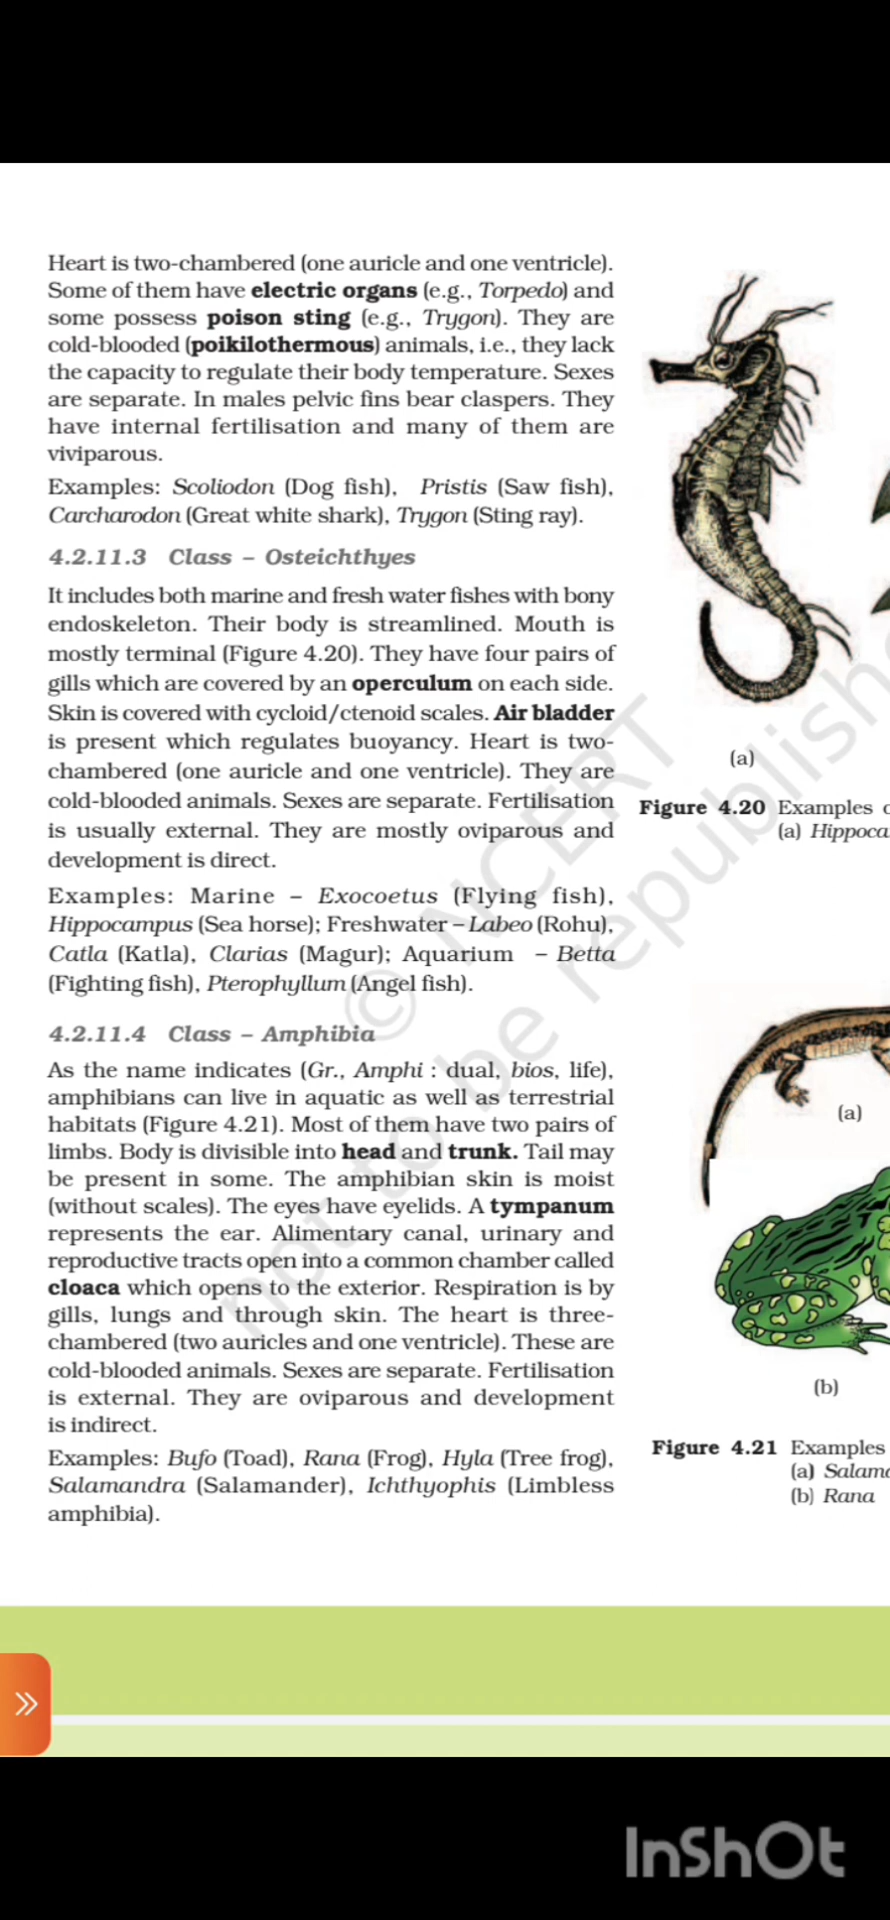 Heart is two-chambered (one auricle and one ventricle).
Some of them have electric organs (e.g., Torpedo) and
some possess poison sting (e.g., Trygon). They are
cold-blooded (poikilothermous) animals, i.e., they lack
the capacity to regulate their body temperature. Sexes
are separate. In males pelvic fins bear claspers. They
have internal fertilisation and many of them are
viviparous.
Examples: Scoliodon (Dog fish), Pristis (Saw fish),
Carcharodon (Great white shark), Trygon (Sting ray).
4.2.11.3 Class – Osteichthyes
It includes both marine and fresh water fishes with bony
endoskeleton. Their body is streamlined. Mouth is
mostly terminal (Figure 4.20). They have four pairs of
gills which are covered by an operculum on each side.
Skin is covered with cycloid/ctenoid scales. Air bladder
is present which regulates buoyancy. Heart is two-
chambered (one auricle and one ventricle). They are
cold-blooded animals. Sexes are separate. Fertilisation
is usually external. They are mostly oviparous and
development is direct.
Examples: Marine – Exocoetus (Flying fish),
Hippocampus (Sea horse); Freshwater – Labeo (Rohu),
Catla (Katla), Clarias (Magur); Aquarium – Betta
(Fighting fish), Pterophyllum (Angel fish).
4.2.11.4 Class – Amphibia
As the name indicates (Gr., Amphi : dual, bios, life),
amphibians can live in aquatic as well as terrestrial
habitats (Figure 4.21). Most of them have two pairs of
limbs. Body is divisible into head and trunk. Tail may
be present in some. The amphibian skin is moist
(without scales). The eyes have eyelids. A tympanum
represents the ear. Alimentary canal, urinary and
reproductive tracts open into a common chamber called
cloaca which opens to the exterior. Respiration is by
gills, lungs and through skin. The heart is three-
chambered (two auricles and one ventricle). These are
cold-blooded animals. Sexes are separate. Fertilisation
is external. They are oviparous and development
is indirect.
Examples: Bufo (Toad), Rana (Frog), Hyla (Tree frog),
Salamandra (Salamander), Ichthyophis (Limbless
amphibia).
(a)
Figure 4.20 Examples
(a) Hippoca
(a)
(b)
Figure 4.21 Examples
(a) Salam
(b) Rana
© NCERT
not to be republish
InShOt